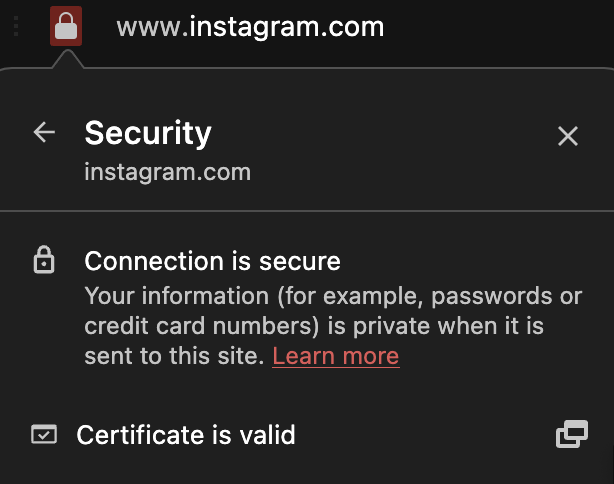 www.instagram.com
Security
instagram.com
Connection is secure
Your information (for example, passwords or
credit card numbers) is private when it is
sent to this site. Learn more
Certificate is valid